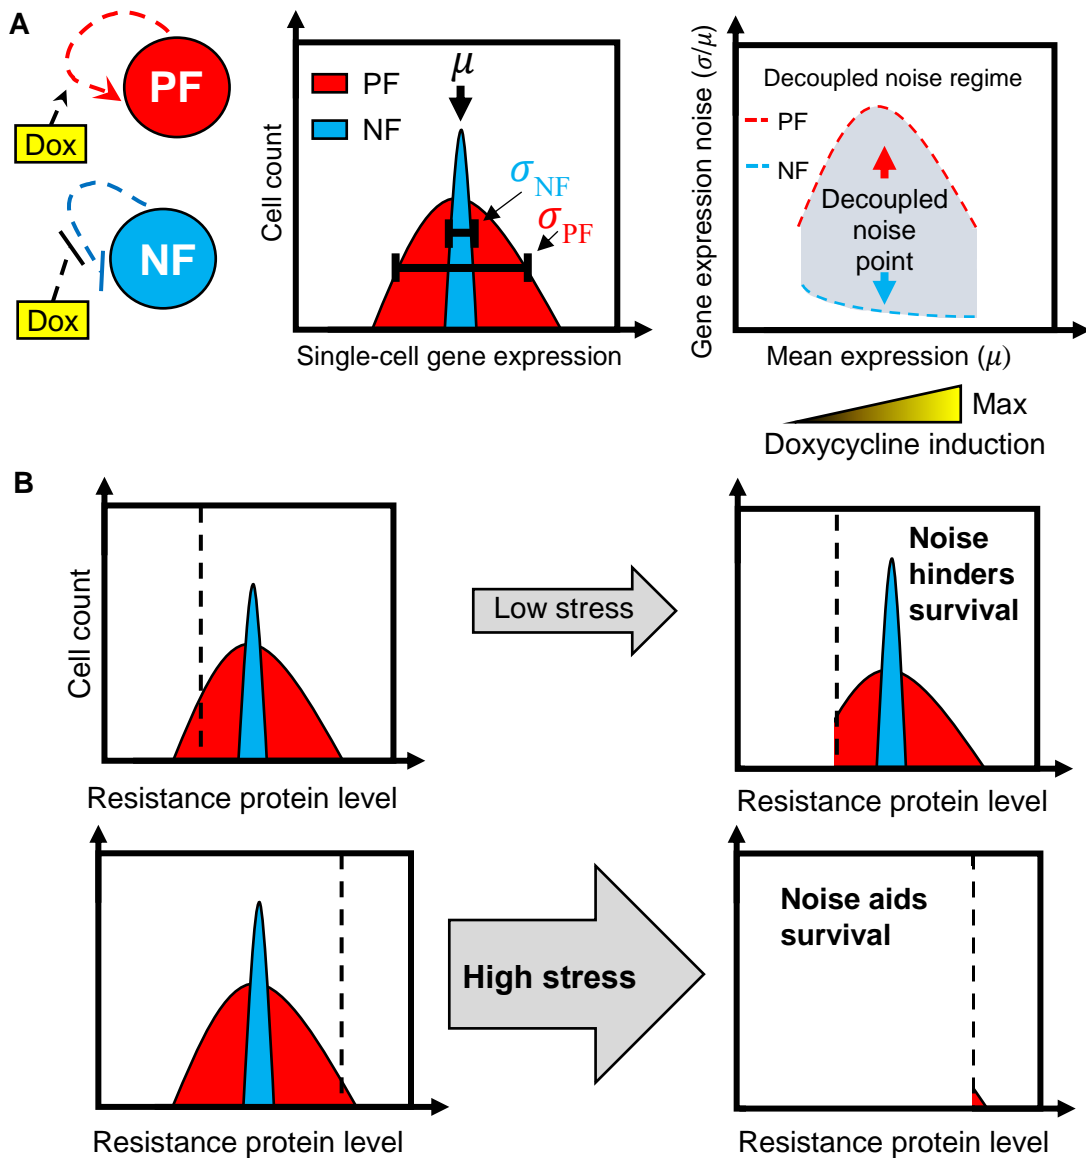 A
PF
Dox
NF
Dox
Cell count
PF
NF
μ
σNF
σPF
Single-cell gene expression
Gene expression noise (σ/μ)
Decoupled noise regime
PF
NF
Decoupled
noise
point
Mean expression (μ)
Max
Doxycycline induction
B
Cell count
Resistance protein level
Low stress
Noise
hinders
survival
Resistance protein level
Resistance protein level
High stress
Noise aids
survival
Resistance protein level